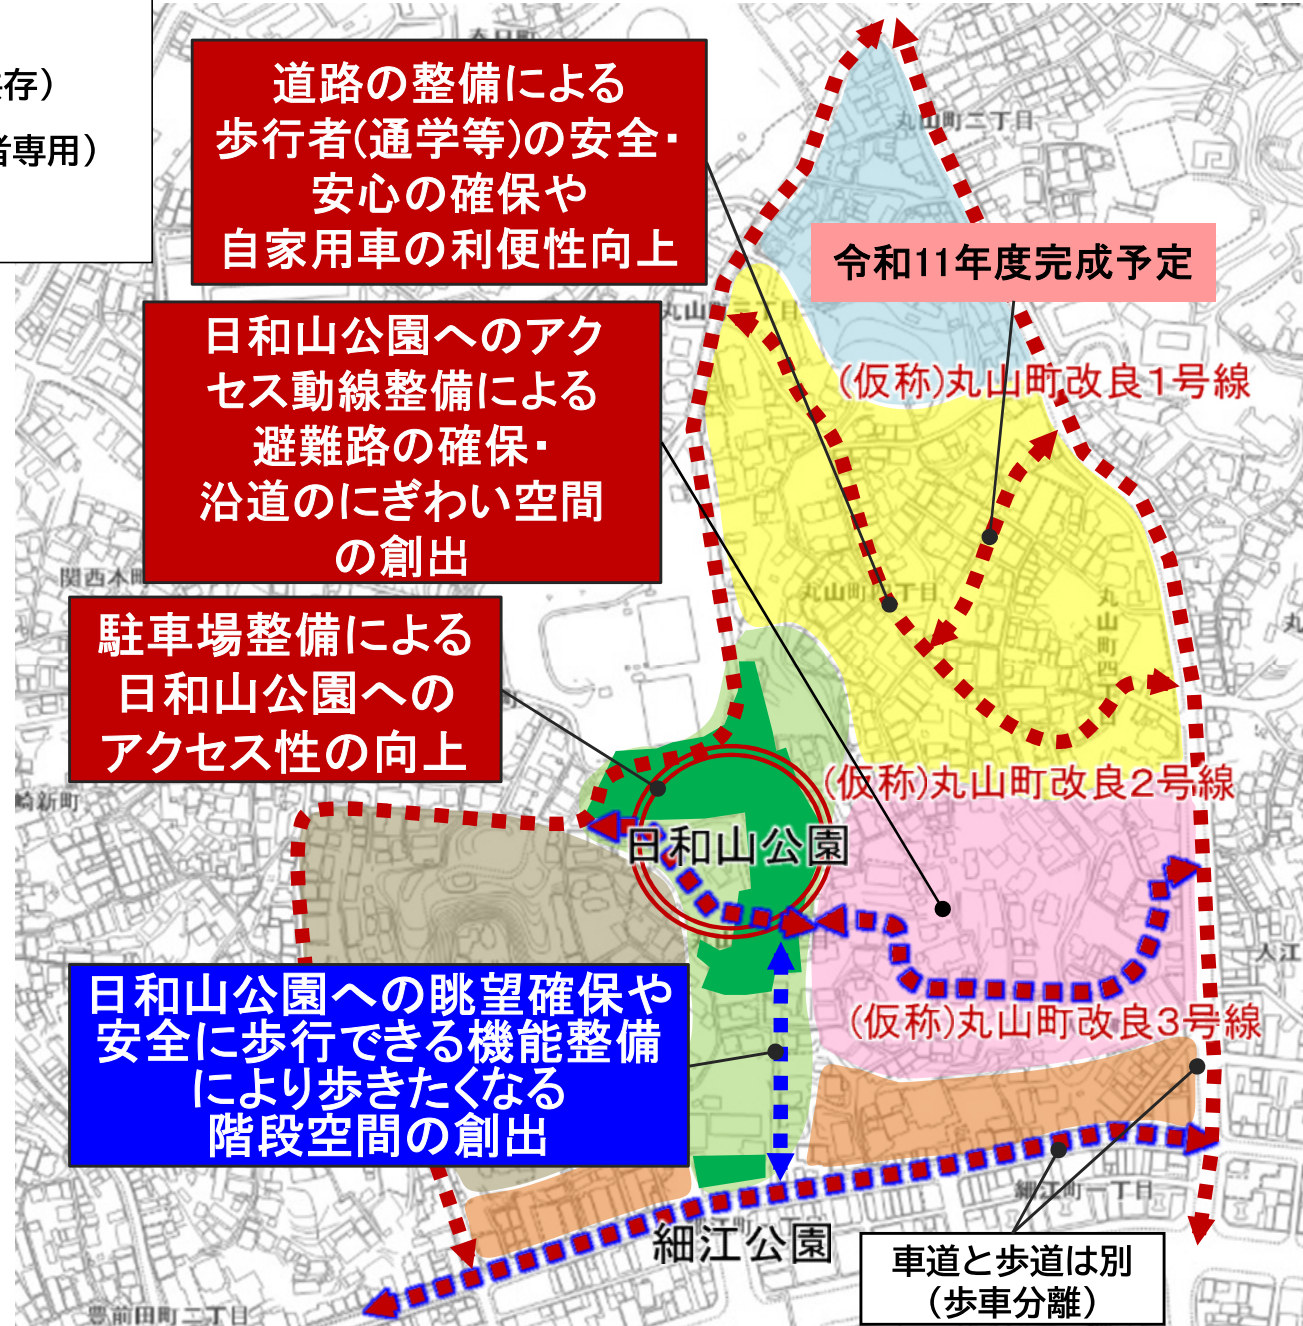 存）
者専用）
春日町
道路の整備による
歩行者(通学等)の安全・
安心の確保や
自家用車の利便性向上
丸山町二丁目
令和11年度完成予定
日和山公園へのアク
セス動線整備による
避難路の確保・
沿道のにぎわい空間
の創出
(仮称)丸山町改良1号線
関西本町
駐車場整備による
日和山公園への
アクセス性の向上
崎新町
(仮称)丸山町改良2号線
日和山公園
日和山公園への眺望確保や
安全に歩行できる機能整備
により歩きたくなる
階段空間の創出
(仮称)丸山町改良3号線
入江
細江町一丁目
細江公園
車道と歩道は別
（歩車分離）
豊前田町二丁目